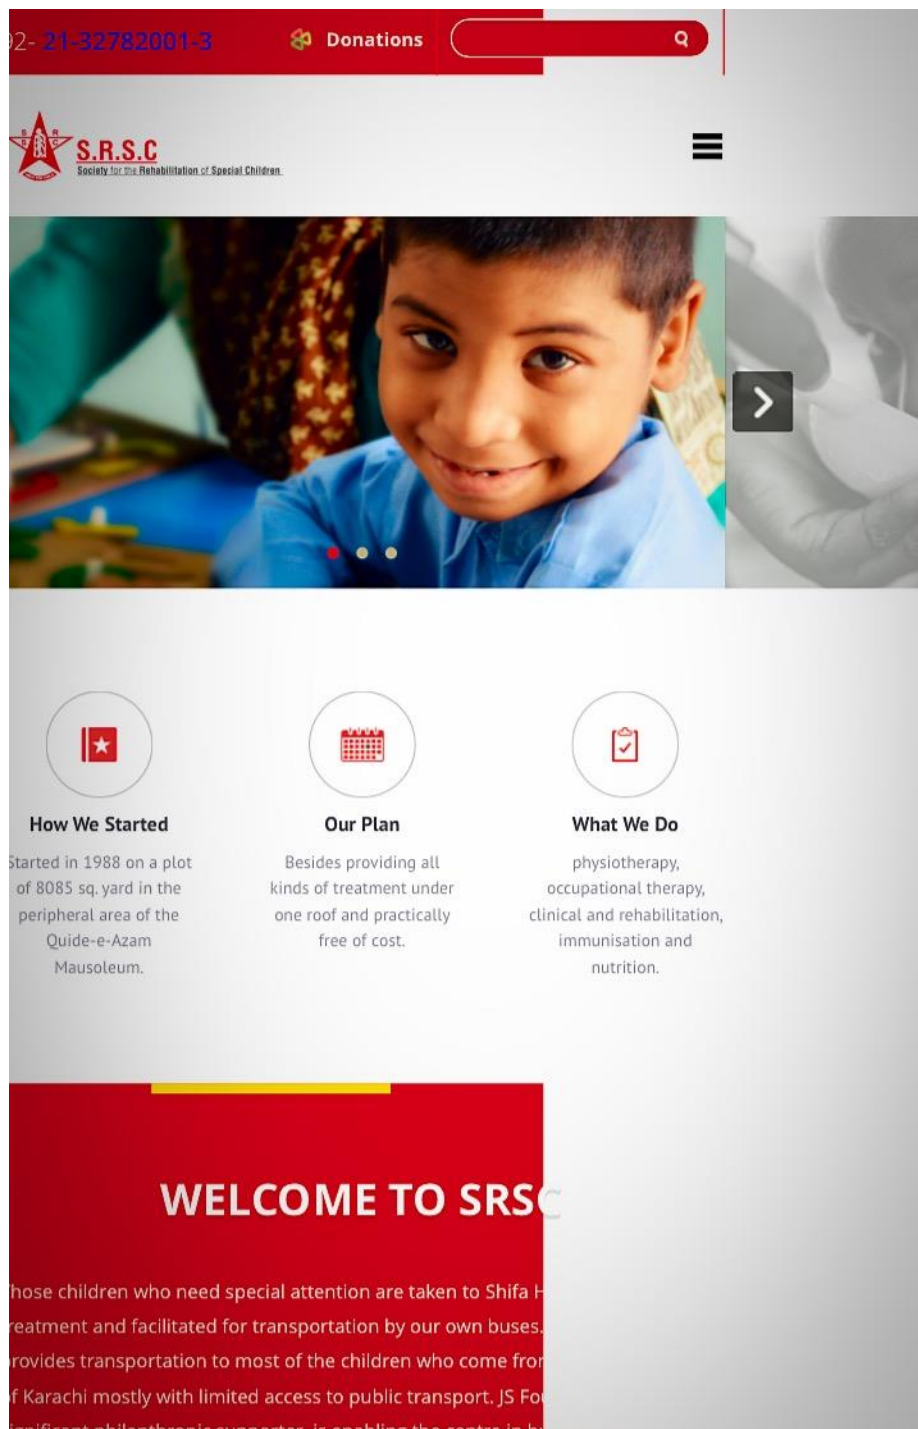 92- 21-32782001-3 Donations
S.R.S.C
Society for the Rehabilitation of Special Children
How We Started
Started in 1988 on a plot
of 8085 sq. yard in the
peripheral area of the
Quide-e-Azam
Mausoleum.
Our Plan
Besides providing all
kinds of treatment under
one roof and practically
free of cost.
What We Do
physiotherapy,
occupational therapy,
clinical and rehabilitation,
immunisation and
nutrition.
WELCOME TO SRSC
those children who need special attention are taken to Shifa H
reatment and facilitated for transportation by our own buses.
rovides transportation to most of the children who come fror
of Karachi mostly with limited access to public transport. JS Fou